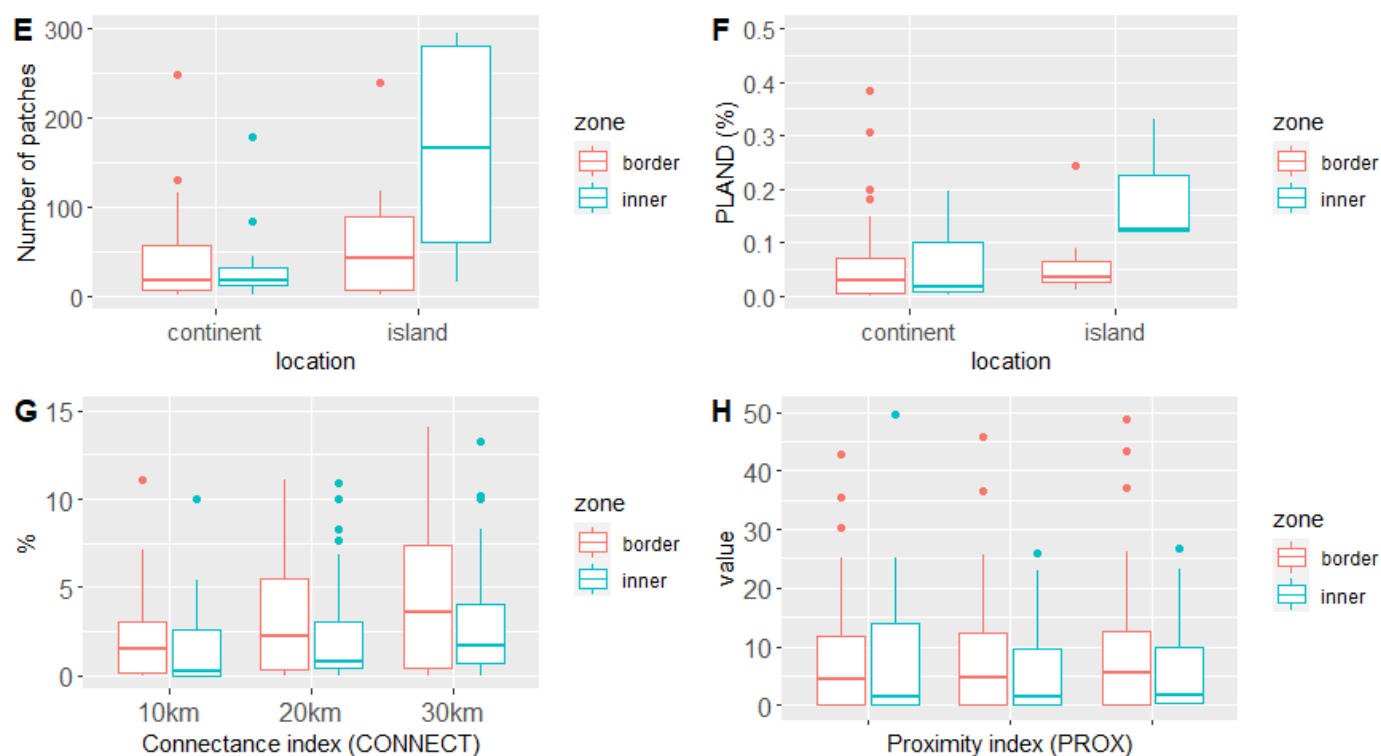 E
Number of patches
300
200
100
0
continent
island
location
zone
border
inner
F
PLAND (%)
0.5
0.4
0.3
0.2
0.1
0.0
continent
island
location
zone
border
inner
G
%
15
10
5
0
10km
20km
30km
Connectance index (CONNECT)
zone
border
inner
H
value
50
40
30
20
10
0
Proximity index (PROX)
zone
border
inner